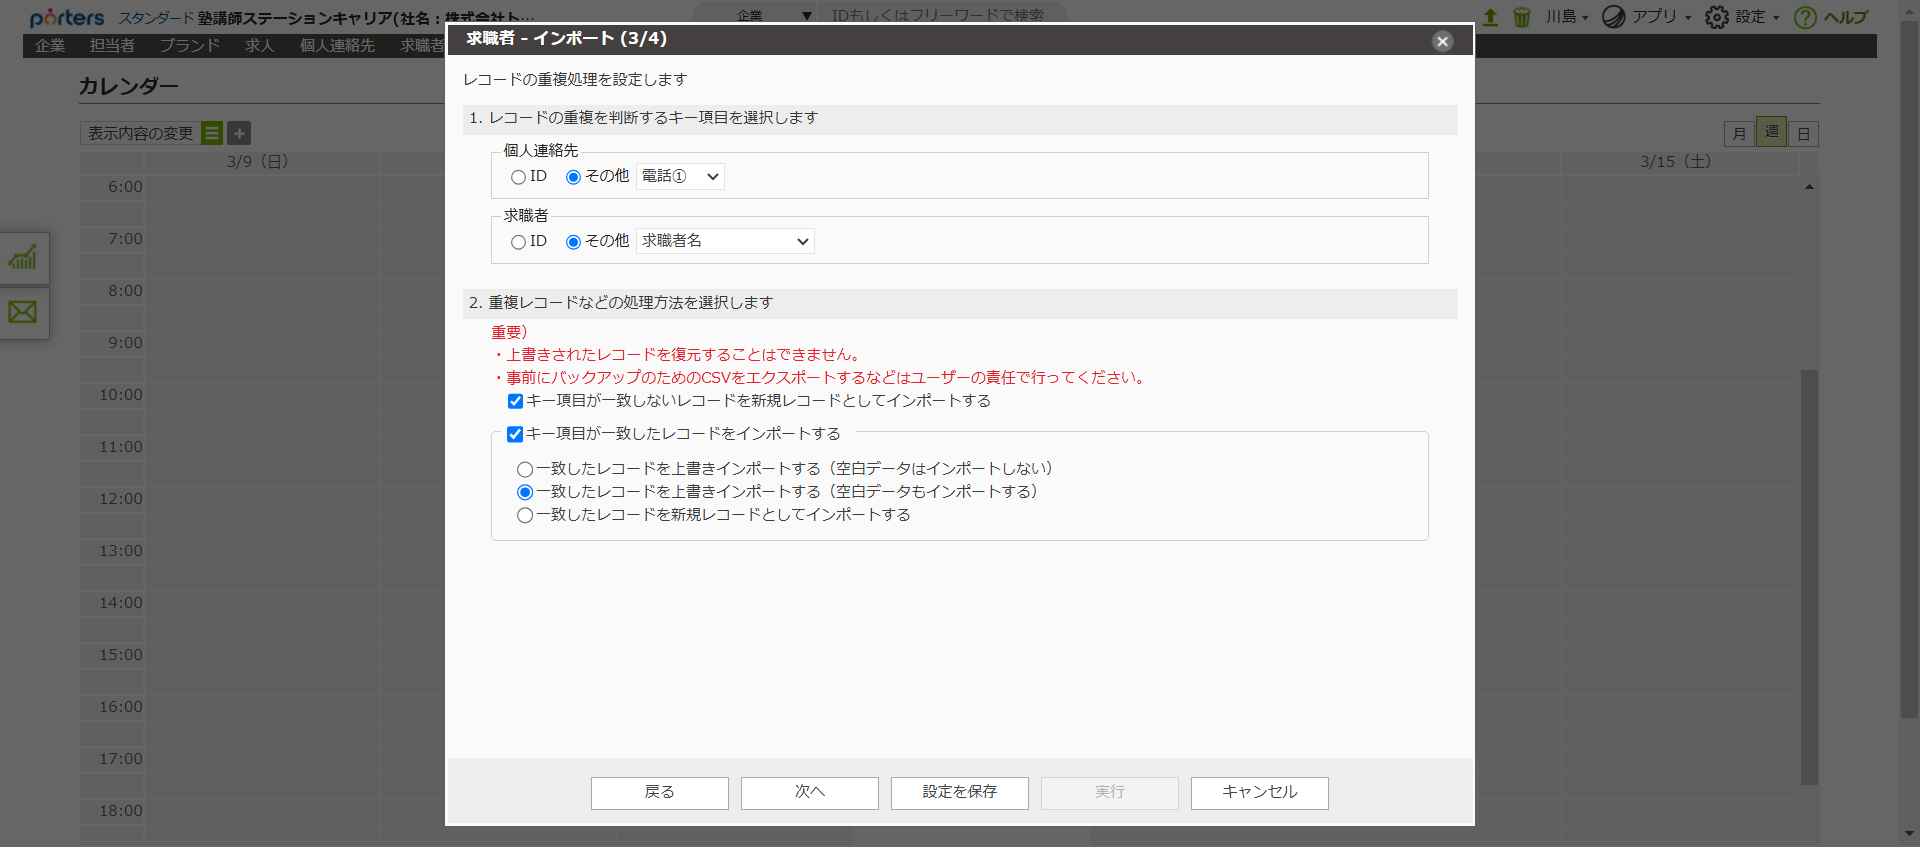 porters スタンダード 塾講師ステーションキャリア(社名：株式会社ト… 企業 ▼ IDもしくはフリーワードで検索 川島 アプリ 設定 ? ヘルプ
企業 担当者 ブランド 求人 個人連絡先 求職者
カレンダー
表示内容の変更 +
月 週 日
3/9（日） 3/15（土）
6:00
7:00
8:00
9:00
10:00
11:00
12:00
13:00
14:00
15:00
16:00
17:00
18:00
求職者 - インポート (3/4)
レコードの重複処理を設定します
1. レコードの重複を判断するキー項目を選択します
個人連絡先
ID その他 電話①
求職者
ID その他 求職者名
2. 重複レコードなどの処理方法を選択します
重要）
・上書きされたレコードを復元することはできません。
・事前にバックアップのためのCSVをエクスポートするなどはユーザーの責任で行ってください。
キー項目が一致しないレコードを新規レコードとしてインポートする
キー項目が一致したレコードをインポートする
一致したレコードを上書きインポートする（空白データはインポートしない）
一致したレコードを上書きインポートする（空白データもインポートする）
一致したレコードを新規レコードとしてインポートする
戻る 次へ 設定を保存 実行 キャンセル